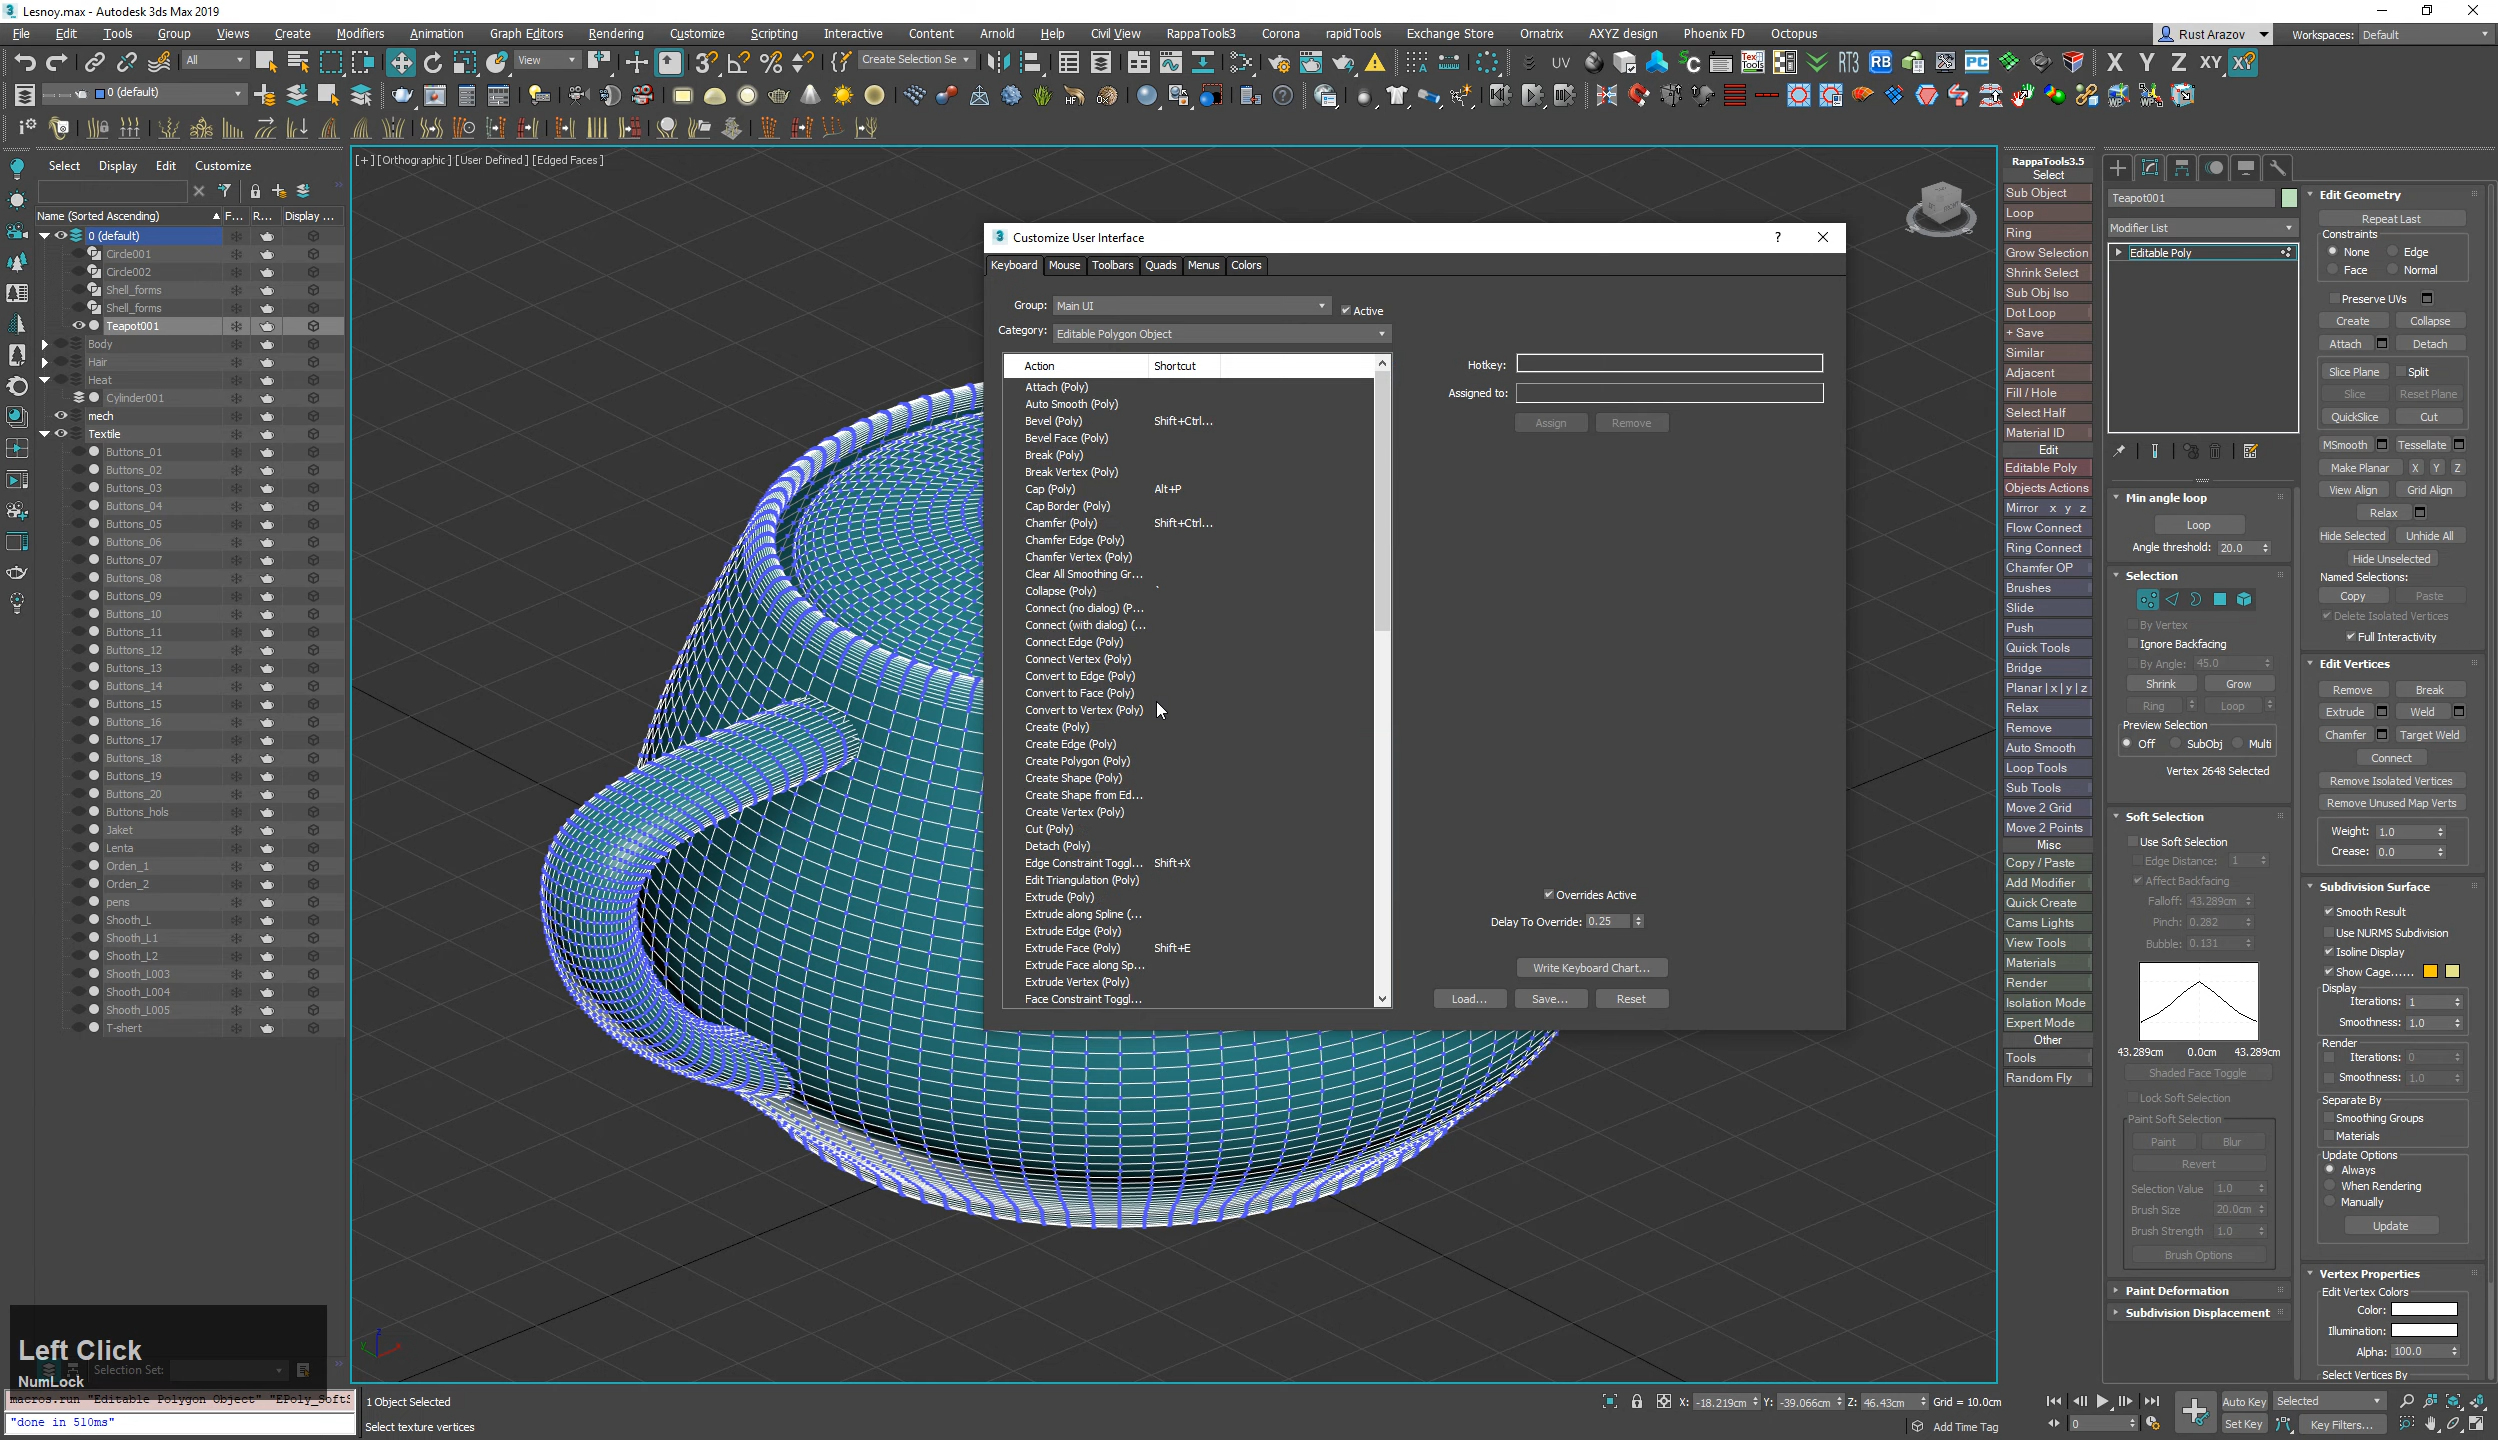 Lesnoy.max - Autodesk 3ds Max 2019
File Edit Tools Group Views Create Modifiers Animation Graph Editors Rendering Customize Scripting Interactive Content Arnold Help Civil View RappaTools3 Corona rapidTools Exchange Store Ornatrix AXYZ design Phoenix FD Octopus
Rust Arazov Workspaces: Default
All View Create Selection Se UV RT3 RB PC X Y Z XY
0 (default)
Select Display Edit Customize
Name (Sorted Ascending) F... R... Display ...
0 (default)
Circle001
Circle002
Shell_forms
Shell_forms
Teapot001
Body
Hair
Heat
Cylinder001
mech
Textile
Buttons_01
Buttons_02
Buttons_03
Buttons_04
Buttons_05
Buttons_06
Buttons_07
Buttons_08
Buttons_09
Buttons_10
Buttons_11
Buttons_12
Buttons_13
Buttons_14
Buttons_15
Buttons_16
Buttons_17
Buttons_18
Buttons_19
Buttons_20
Buttons_hols
Jaket
Lenta
Orden_1
Orden_2
pens
Shooth_L
Shooth_L1
Shooth_L2
Shooth_L003
Shooth_L004
Shooth_L005
T-shert
[+] [Orthographic] [User Defined] [Edged Faces]
Customize User Interface
Keyboard Mouse Toolbars Quads Menus Colors
Group: Main UI Active
Category: Editable Polygon Object
Action Shortcut
Attach (Poly)
Auto Smooth (Poly)
Bevel (Poly) Shift+Ctrl...
Bevel Face (Poly)
Break (Poly)
Break Vertex (Poly)
Cap (Poly) Alt+P
Cap Border (Poly)
Chamfer (Poly) Shift+Ctrl...
Chamfer Edge (Poly)
Chamfer Vertex (Poly)
Clear All Smoothing Gr...
Collapse (Poly) `
Connect (no dialog) (P...
Connect (with dialog) (...
Connect Edge (Poly)
Connect Vertex (Poly)
Convert to Edge (Poly)
Convert to Face (Poly)
Convert to Vertex (Poly)
Create (Poly)
Create Edge (Poly)
Create Polygon (Poly)
Create Shape (Poly)
Create Shape from Ed...
Create Vertex (Poly)
Cut (Poly)
Detach (Poly)
Edge Constraint Toggl... Shift+X
Edit Triangulation (Poly)
Extrude (Poly)
Extrude along Spline (...
Extrude Edge (Poly)
Extrude Face (Poly) Shift+E
Extrude Face along Sp...
Extrude Vertex (Poly)
Face Constraint Toggl...
Hotkey:
Assigned to:
Assign Remove
Overrides Active
Delay To Override: 0.25
Write Keyboard Chart...
Load... Save... Reset
RappaTools3.5
Select
Sub Object
Loop
Ring
Grow Selection
Shrink Select
Sub Obj Iso
Dot Loop
+ Save
Similar
Adjacent
Fill / Hole
Select Half
Material ID
Edit
Editable Poly
Objects Actions
Mirror x y z
Flow Connect
Ring Connect
Chamfer OP
Brushes
Slide
Push
Quick Tools
Bridge
Planar | x | y | z
Relax
Remove
Auto Smooth
Loop Tools
Sub Tools
Move 2 Grid
Move 2 Points
Misc
Copy / Paste
Add Modifier
Quick Create
Cams Lights
View Tools
Materials
Render
Isolation Mode
Expert Mode
Other
Tools
Random Fly
Teapot001
Modifier List
Editable Poly
Min angle loop
Loop
Angle threshold: 20.0
Selection
By Vertex
Ignore Backfacing
By Angle: 45.0
Shrink Grow
Ring Loop
Preview Selection
Off SubObj Multi
Vertex 2648 Selected
Soft Selection
Use Soft Selection
Edge Distance: 1
Affect Backfacing
Falloff: 43.289cm
Pinch: 0.282
Bubble: 0.131
43.289cm 0.0cm 43.289cm
Shaded Face Toggle
Lock Soft Selection
Paint Soft Selection
Paint Blur
Revert
Selection Value 1.0
Brush Size 20.0cm
Brush Strength 1.0
Brush Options
Paint Deformation
Subdivision Displacement
Edit Geometry
Repeat Last
Constraints
None Edge
Face Normal
Preserve UVs
Create Collapse
Attach Detach
Slice Plane Split
Slice Reset Plane
QuickSlice Cut
MSmooth Tessellate
Make Planar X Y Z
View Align Grid Align
Relax
Hide Selected Unhide All
Hide Unselected
Named Selections:
Copy Paste
Delete Isolated Vertices
Full Interactivity
Edit Vertices
Remove Break
Extrude Weld
Chamfer Target Weld
Connect
Remove Isolated Vertices
Remove Unused Map Verts
Weight: 1.0
Crease: 0.0
Subdivision Surface
Smooth Result
Use NURMS Subdivision
Isoline Display
Show Cage......
Display
Iterations: 1
Smoothness: 1.0
Render
Iterations: 0
Smoothness: 1.0
Separate By
Smoothing Groups
Materials
Update Options
Always
When Rendering
Manually
Update
Vertex Properties
Edit Vertex Colors
Color:
Illumination:
Alpha: 100.0
Select Vertices By
Left Click
Selection Set:
NumLock
macros.run "Editable Polygon Object" "EPoly_SoftS
"done in 510ms"
1 Object Selected
Select texture vertices
X: -18.219cm Y: -39.066cm Z: 46.43cm Grid = 10.0cm
Add Time Tag
0
Auto Key Selected
Set Key Key Filters...